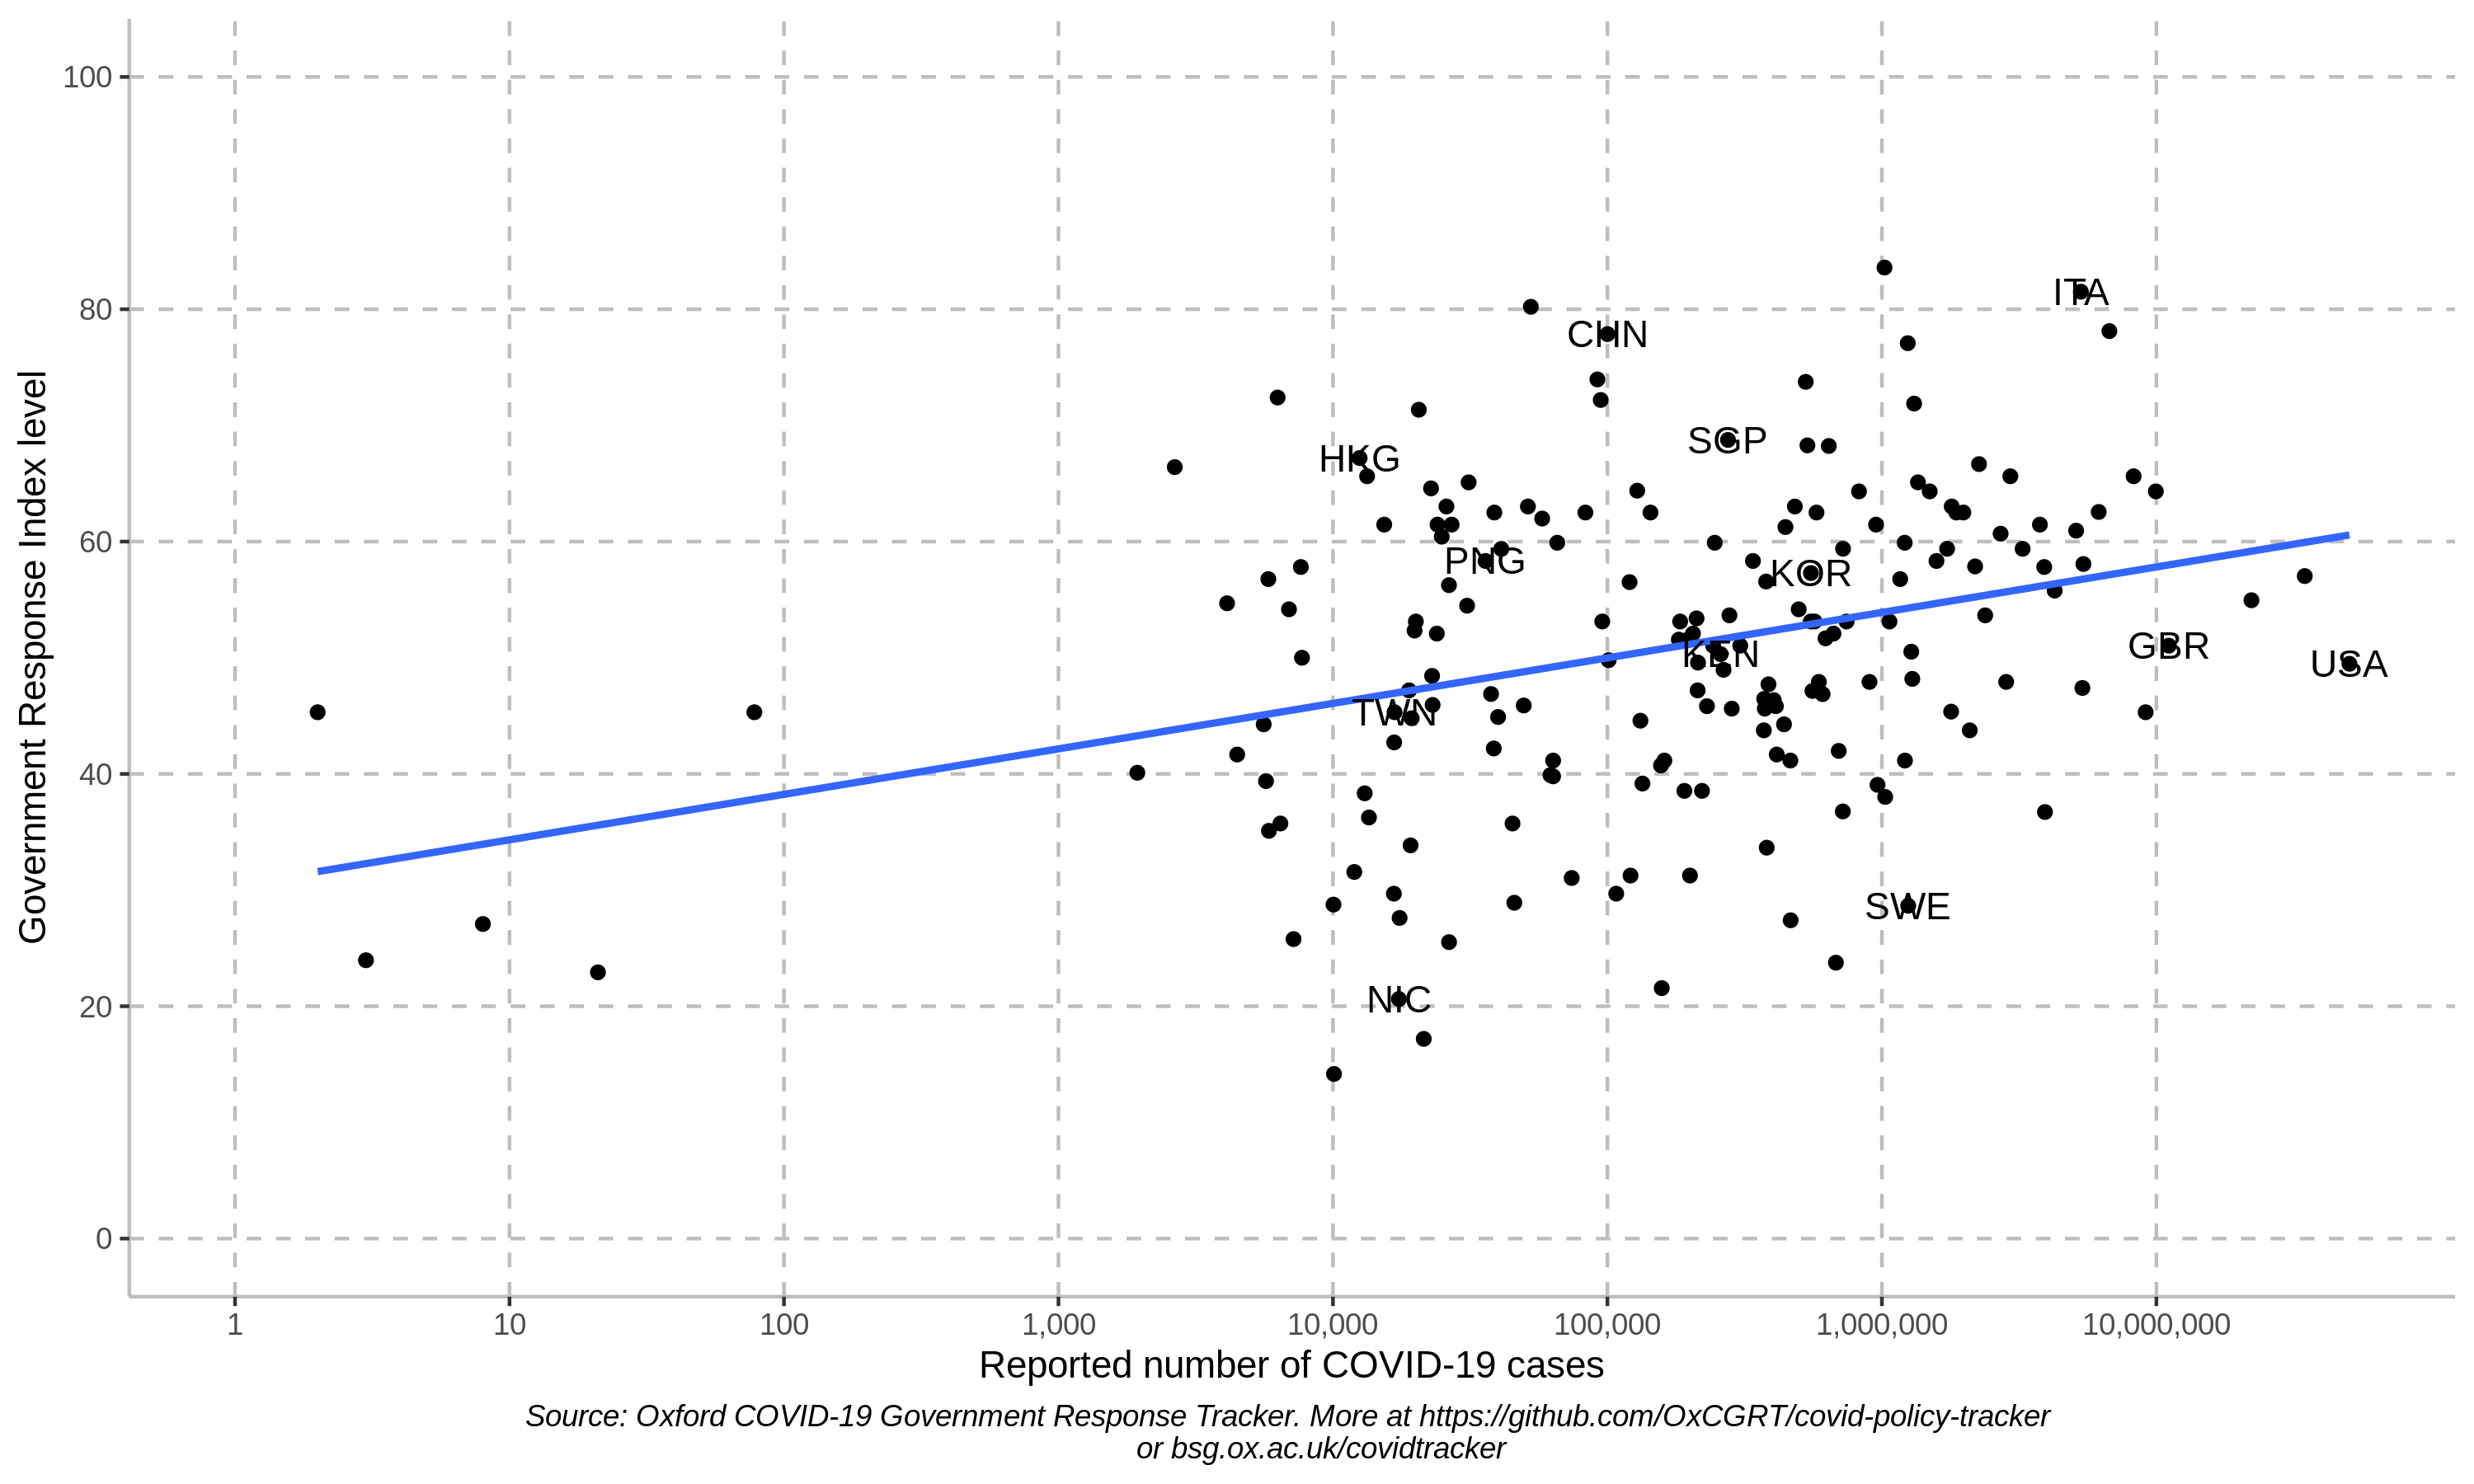 Government Response Index level
100
80
60
40
20
0
ITA
CHN
SGP
HKG
PNG
KOR
GBR
KEN
USA
TWN
SWE
NIC
1
10
100
1,000
10,000
100,000
1,000,000
10,000,000
Reported number of COVID-19 cases
Source: Oxford COVID-19 Government Response Tracker. More at https://github.com/OxCGRT/covid-policy-tracker
or bsg.ox.ac.uk/covidtracker